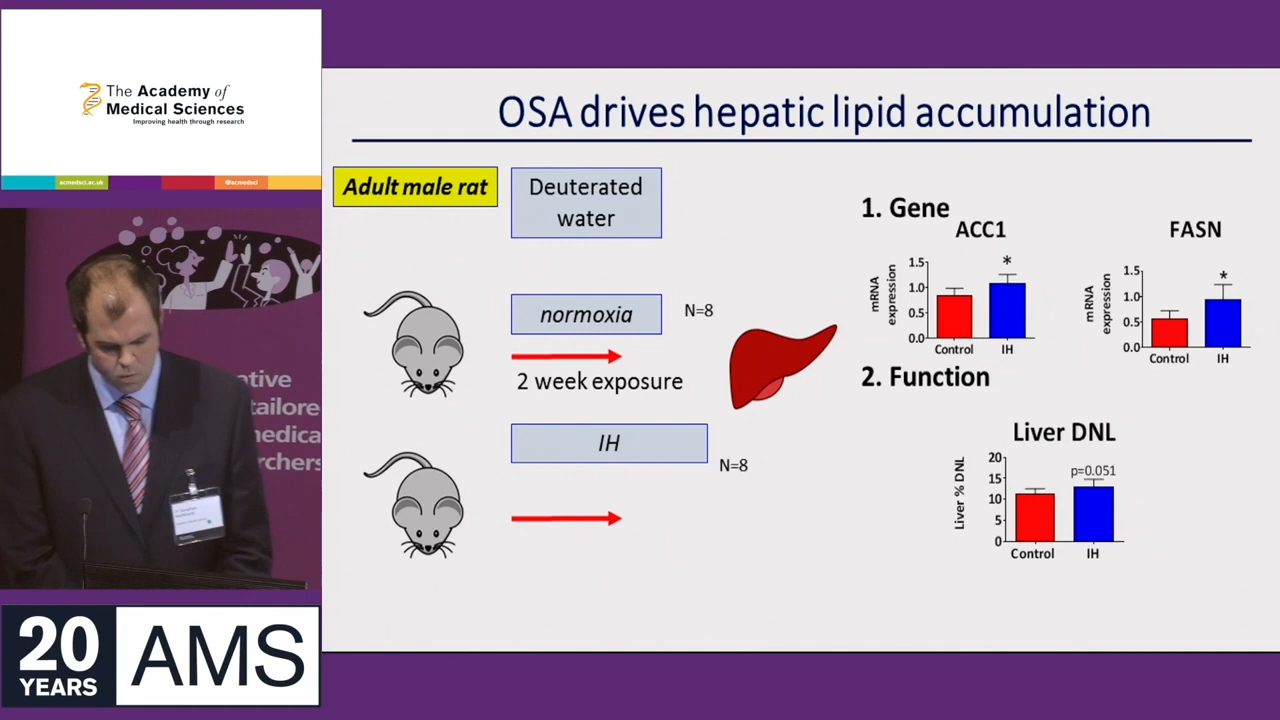 The Academy of
Medical Sciences
Improving health through research
acmedsci.ac.uk
@acmedsci
ative
tailore
medica
rchers
20
YEARS
AMS
OSA drives hepatic lipid accumulation
Adult male rat
Deuterated
water
normoxia
N=8
2 week exposure
IH
N=8
1. Gene
ACC1
mRNA
expression
1.5
1.0
0.5
0.0
*
Control
IH
FASN
mRNA
expression
1.5
1.0
0.5
0.0
*
Control
IH
2. Function
Liver DNL
Liver % DNL
20
15
10
5
0
p=0.051
Control
IH